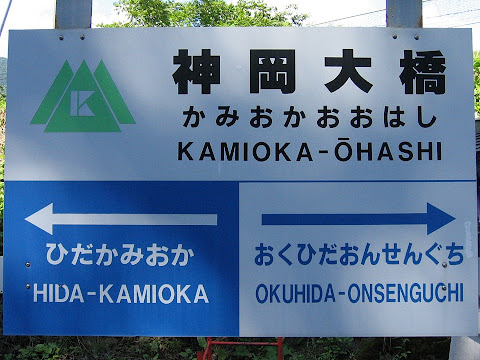 K
神岡大橋
かみおかおおはし
KAMIOKA-ŌHASHI
ひだかみおか
HIDA-KAMIOKA
おくひだおんせんぐち
OKUHIDA-ONSENGUCHI